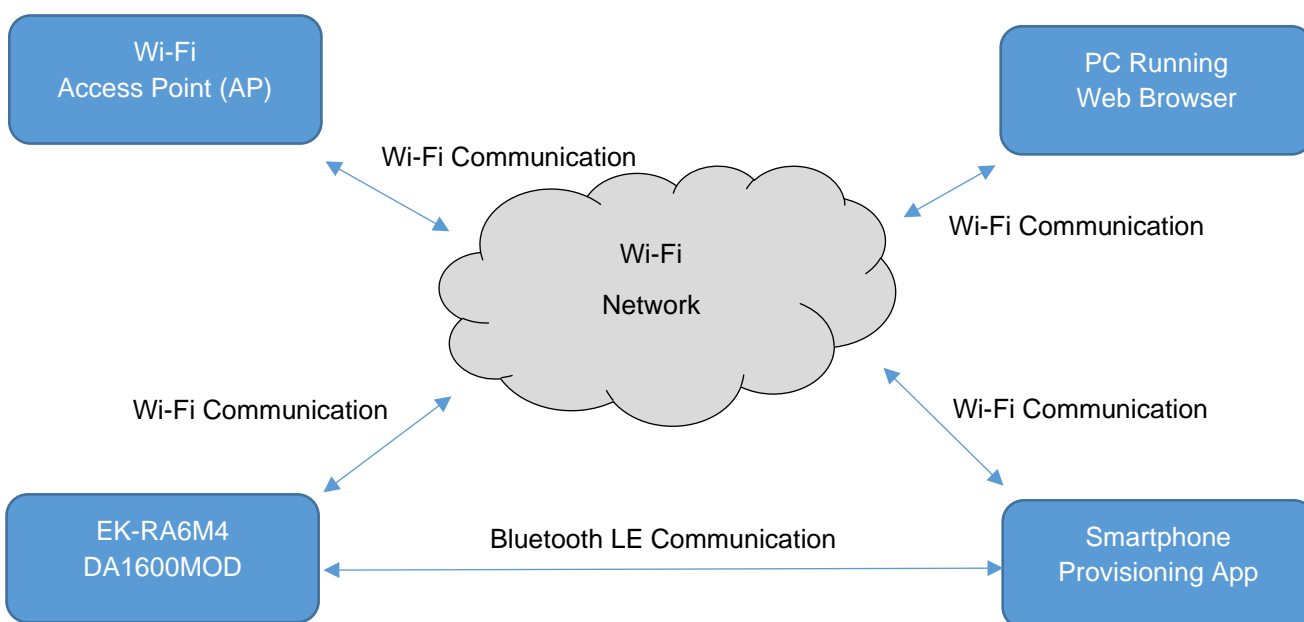 Wi-Fi
Access Point (AP)
PC Running
Web Browser
Wi-Fi Communication
Wi-Fi Communication
Wi-Fi
Network
Wi-Fi Communication
Wi-Fi Communication
EK-RA6M4
DA1600MOD
Bluetooth LE Communication
Smartphone
Provisioning App